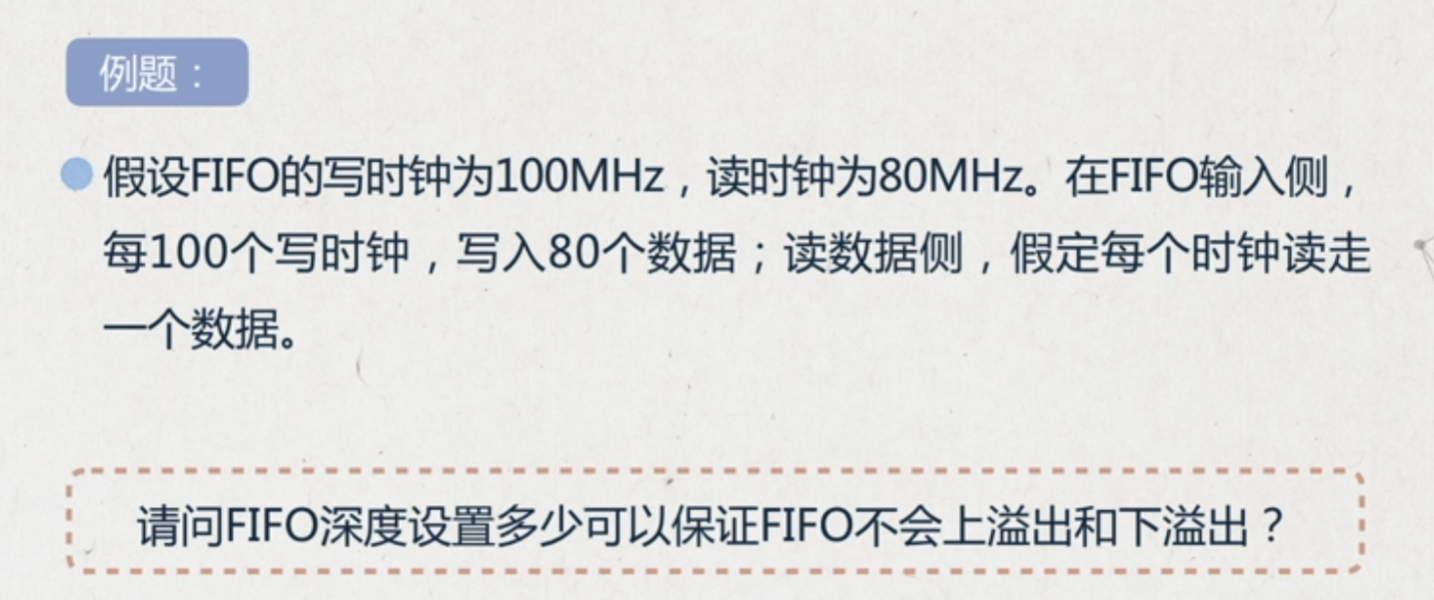 例题：
假设FIFO的写时钟为100MHz，读时钟为80MHz。在FIFO输入侧，
每100个写时钟，写入80个数据；读数据侧，假定每个时钟读走
一个数据。
请问FIFO深度设置多少可以保证FIFO不会上溢出和下溢出？